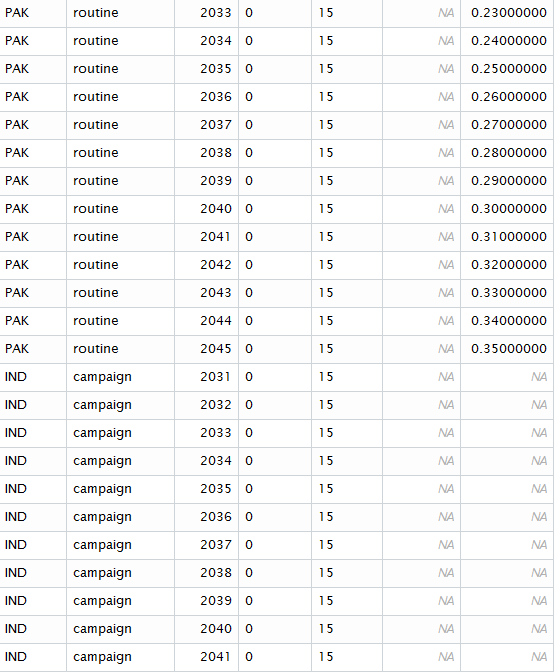 PAK routine 2033 0 15 NA 0.23000000
PAK routine 2034 0 15 NA 0.24000000
PAK routine 2035 0 15 NA 0.25000000
PAK routine 2036 0 15 NA 0.26000000
PAK routine 2037 0 15 NA 0.27000000
PAK routine 2038 0 15 NA 0.28000000
PAK routine 2039 0 15 NA 0.29000000
PAK routine 2040 0 15 NA 0.30000000
PAK routine 2041 0 15 NA 0.31000000
PAK routine 2042 0 15 NA 0.32000000
PAK routine 2043 0 15 NA 0.33000000
PAK routine 2044 0 15 NA 0.34000000
PAK routine 2045 0 15 NA 0.35000000
IND campaign 2031 0 15 NA NA
IND campaign 2032 0 15 NA NA
IND campaign 2033 0 15 NA NA
IND campaign 2034 0 15 NA NA
IND campaign 2035 0 15 NA NA
IND campaign 2036 0 15 NA NA
IND campaign 2037 0 15 NA NA
IND campaign 2038 0 15 NA NA
IND campaign 2039 0 15 NA NA
IND campaign 2040 0 15 NA NA
IND campaign 2041 0 15 NA NA